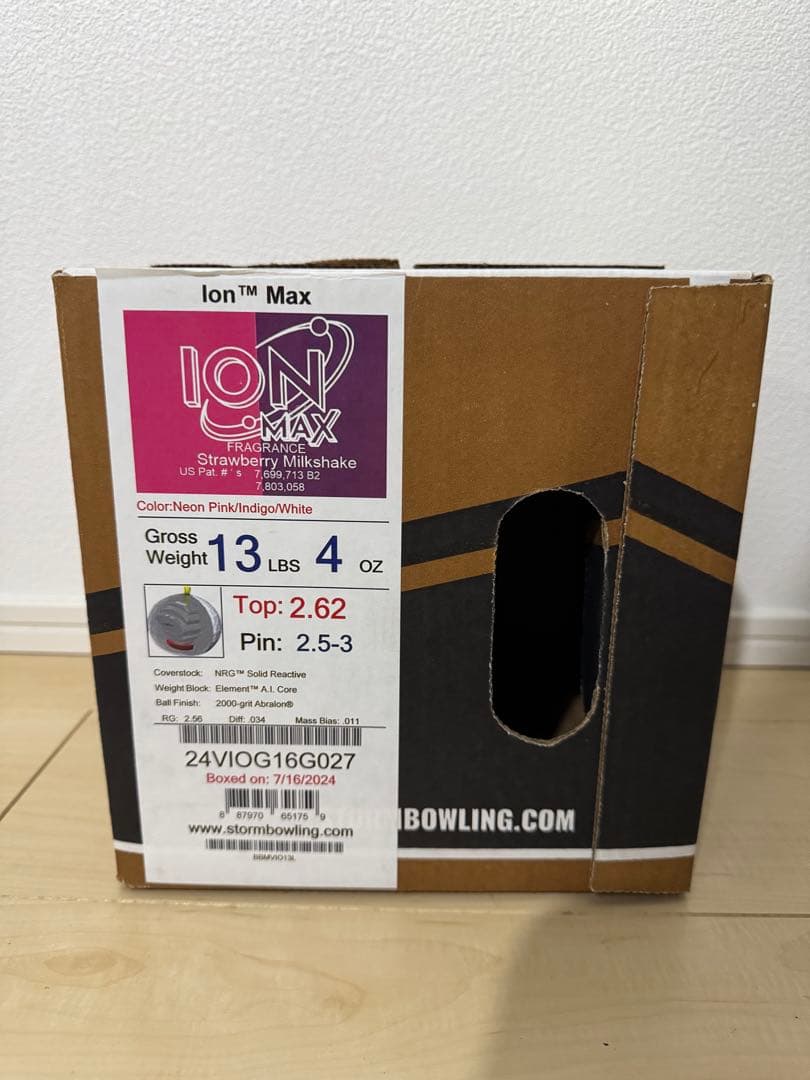 Ion™ Max
ION
MAX
FRAGRANCE
Strawberry Milkshake
US Pat. #'s 7,699,713 B2
7,803,058
Color:Neon Pink/Indigo/White
Gross Weight 13 LBS 4 OZ
Top: 2.62
Pin: 2.5-3
Coverstock: NRG™ Solid Reactive
Weight Block: Element™ A.I. Core
Ball Finish: 2000-grit Abralon®
RG: 2.56 Diff: .034 Mass Bias: .011
24VIOG16G027
Boxed on: 7/16/2024
8 87970 65175 9
www.stormbowling.com
BBMVIO13L
STORMBOWLING.COM